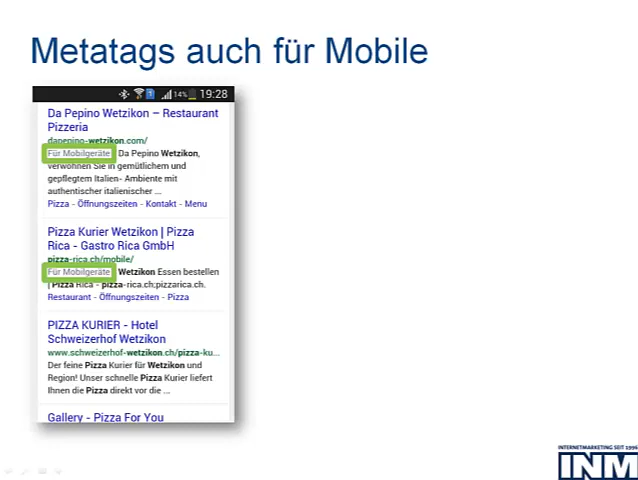 Metatags auch für Mobile
14% 19:28
Da Pepino Wetzikon – Restaurant
Pizzeria
dapepino-wetzikon.com/
Für Mobilgeräte Da Pepino Wetzikon,
verwöhnen Sie in gemütlichem und
gepflegtem Italien- Ambiente mit
authentischer italienischer ...
Pizza - Öffnungszeiten - Kontakt - Menu
Pizza Kurier Wetzikon | Pizza
Rica - Gastro Rica GmbH
pizza-rica.ch/mobile/
Für Mobilgeräte Wetzikon Essen bestellen
| Pizza Rica - pizza-rica.ch;pizzarica.ch.
Restaurant - Öffnungszeiten - Pizza
PIZZA KURIER - Hotel
Schweizerhof Wetzikon
www.schweizerhof-wetzikon.ch/pizza-ku...
Der feine Pizza Kurier für Wetzikon und
Region! Unser schnelle Pizza Kurier liefert
Ihnen die Pizza direkt vor die ...
Gallery - Pizza For You
INTERNETMARKETING SEIT 1996
INM